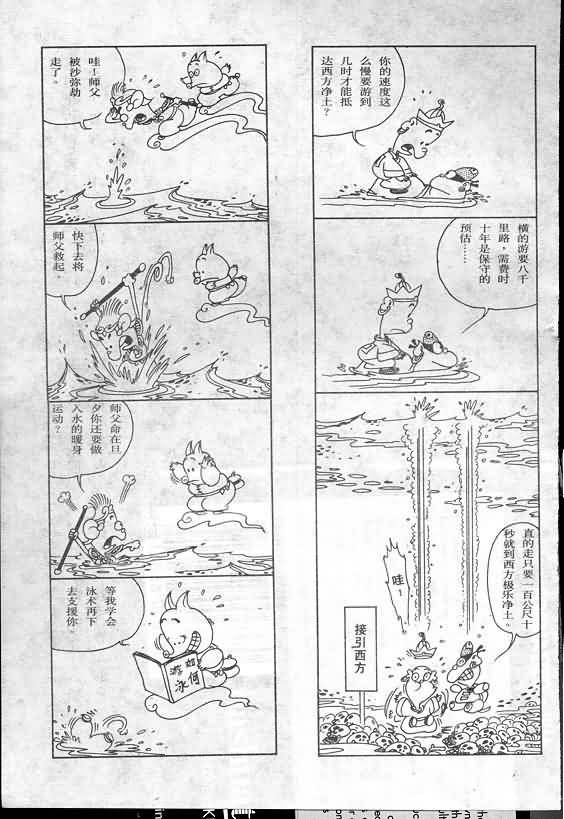 你的速度这
么慢要游到
几时才能抵
达西方净土？
横的游要八千
里路，需费时
十年是保守的
预估……
直的走只要一百公尺十
秒就到西方极乐净土。
哇！
接引西方
哇！师父
被沙弥劫
走了。
快下去将
师父救起。
师父命在旦
夕你还要做
入水的暖身
运动？
等我学会
泳术再下
去支援你。
如何
游泳